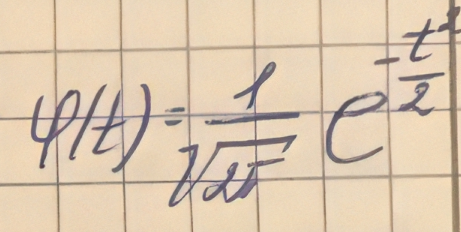 φ(t) = 1/√(2π) e^(-t²/2)